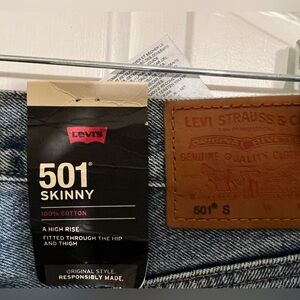 Levi's
501®
SKINNY
100% COTTON
A HIGH RISE
FITTED THROUGH THE HIP
AND THIGH
ORIGINAL STYLE.
RESPONSIBLY MADE.
LEVI STRAUSS & C
GENUINE QUALITY CLO
501® S